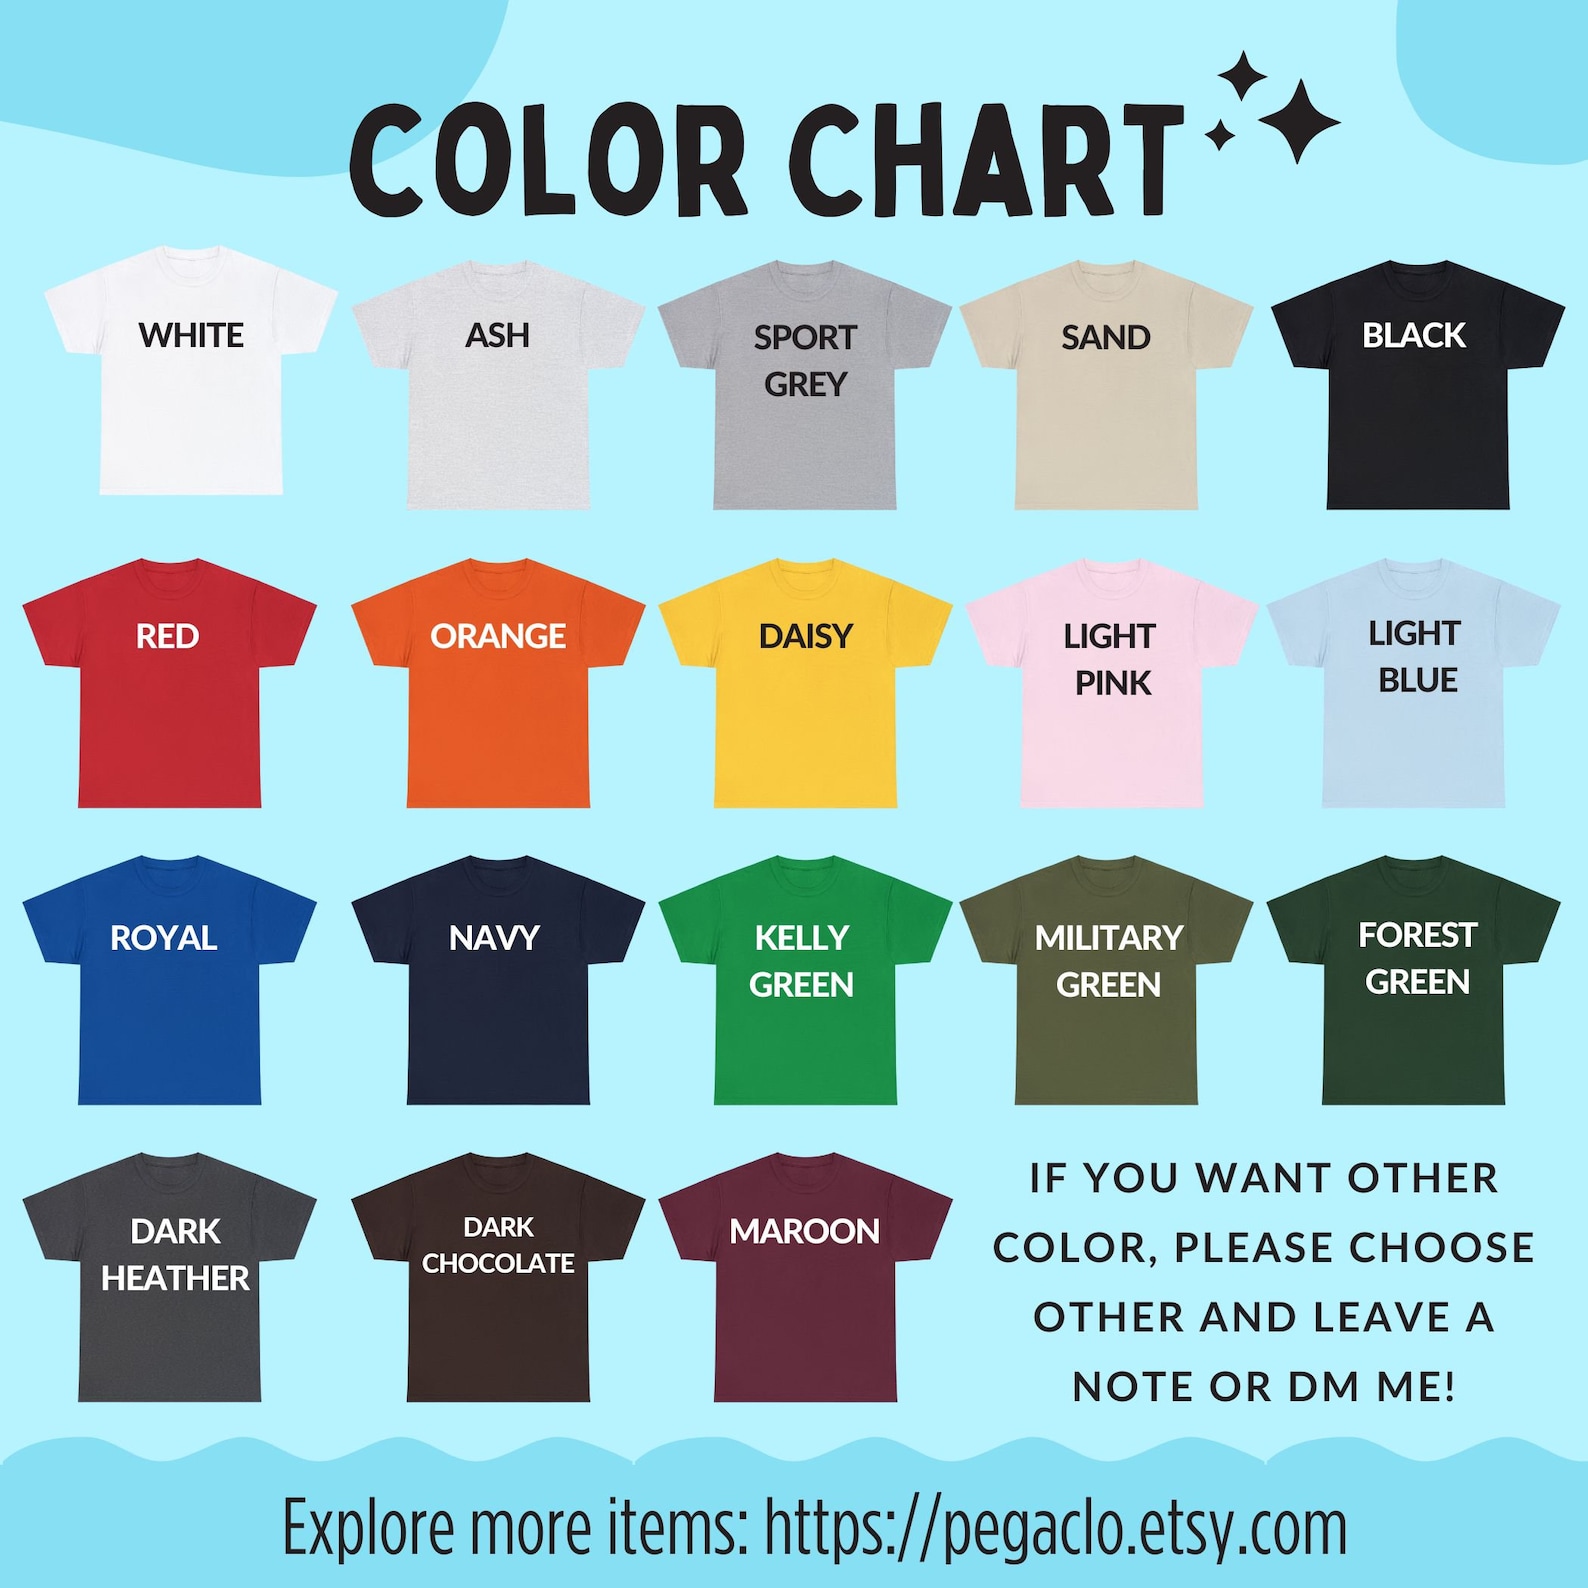 COLOR CHART
WHITE
ASH
SPORT
GREY
SAND
BLACK
RED
ORANGE
DAISY
LIGHT
PINK
LIGHT
BLUE
ROYAL
NAVY
KELLY
GREEN
MILITARY
GREEN
FOREST
GREEN
DARK
HEATHER
DARK
CHOCOLATE
MAROON
IF YOU WANT OTHER
COLOR, PLEASE CHOOSE
OTHER AND LEAVE A
NOTE OR DM ME!
Explore more items: https://pegaclo.etsy.com